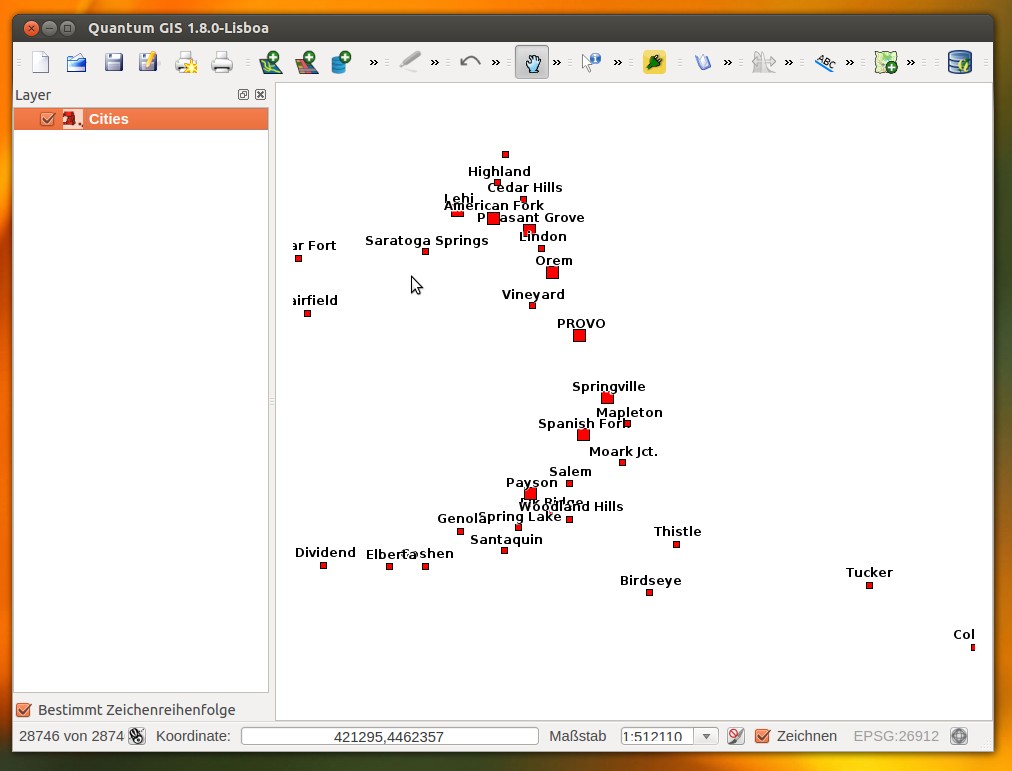 Quantum GIS 1.8.0-Lisboa
ABC
Layer
Cities
Highland
Cedar Hills
Lehi
American Fork
Pleasant Grove
Lindon
Saratoga Springs
ar Fort
Orem
Vineyard
airfield
PROVO
Springville
Mapleton
Spanish Fork
Moark Jct.
Salem
Payson
Elk Ridge
Woodland Hills
Spring Lake
Genola
Thistle
Santaquin
Dividend
Elberta
Goshen
Tucker
Birdseye
Col
Bestimmt Zeichenreihenfolge
28746 von 2874
Koordinate:
421295,4462357
Maßstab
1:512110
Zeichnen
EPSG:26912